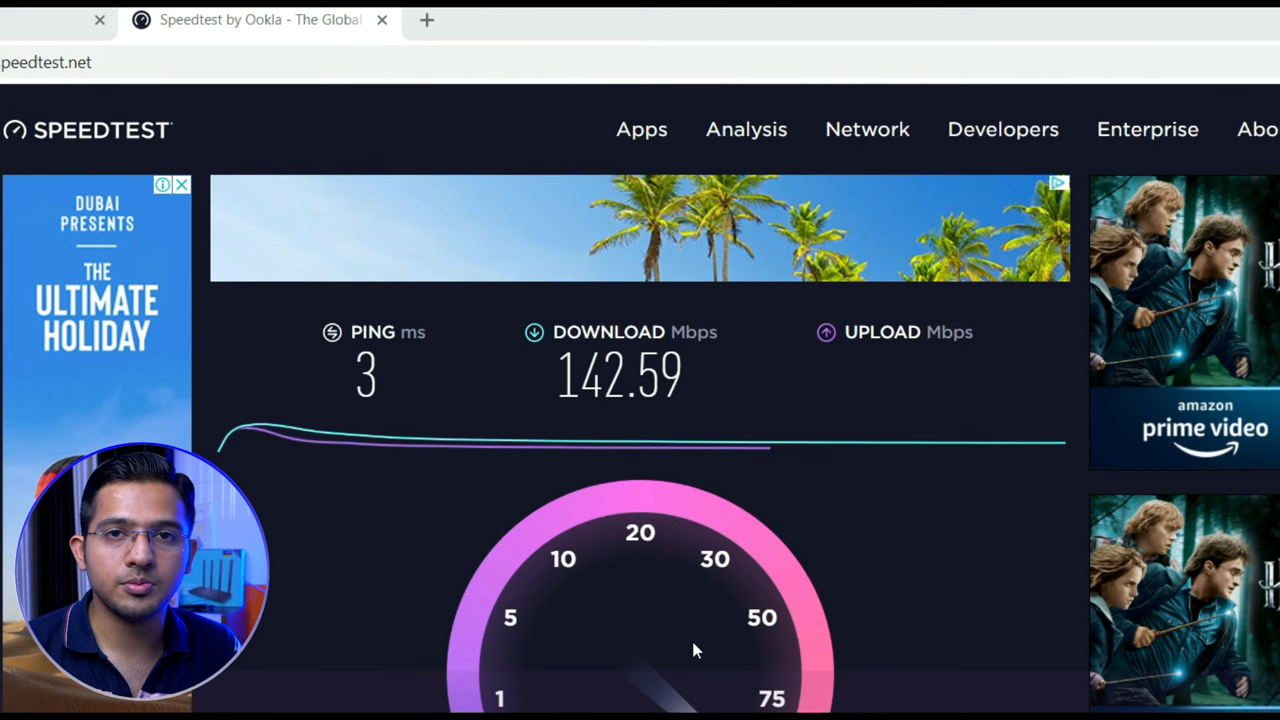 Speedtest by Ookla - The Global
peedtest.net
SPEEDTEST
Apps
Analysis
Network
Developers
Enterprise
Abo
DUBAI
PRESENTS
THE
ULTIMATE
HOLIDAY
PING ms
3
DOWNLOAD Mbps
142.59
UPLOAD Mbps
amazon
prime video
1
5
10
20
30
50
75